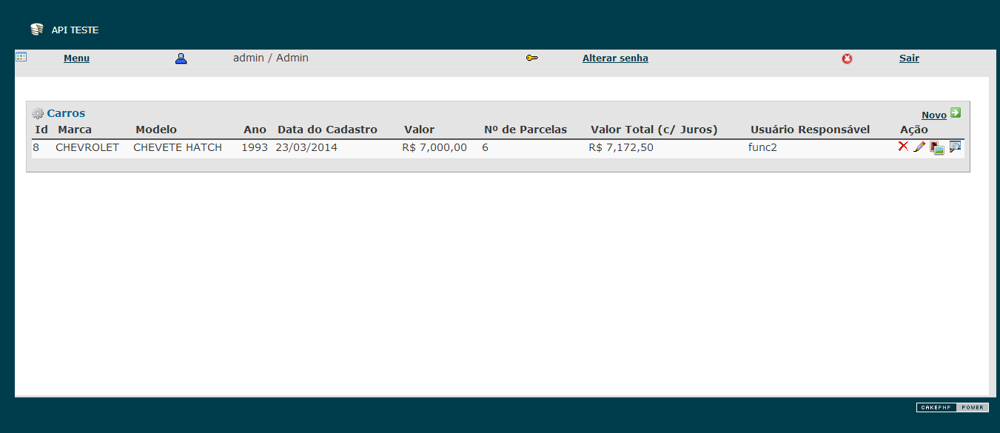 API TESTE
Menu admin / Admin Alterar senha Sair
Carros Novo
Id Marca Modelo Ano Data do Cadastro Valor Nº de Parcelas Valor Total (c/ Juros) Usuário Responsável Ação
8 CHEVROLET CHEVETE HATCH 1993 23/03/2014 R$ 7,000,00 6 R$ 7,172,50 func2
CAKEPHP POWER